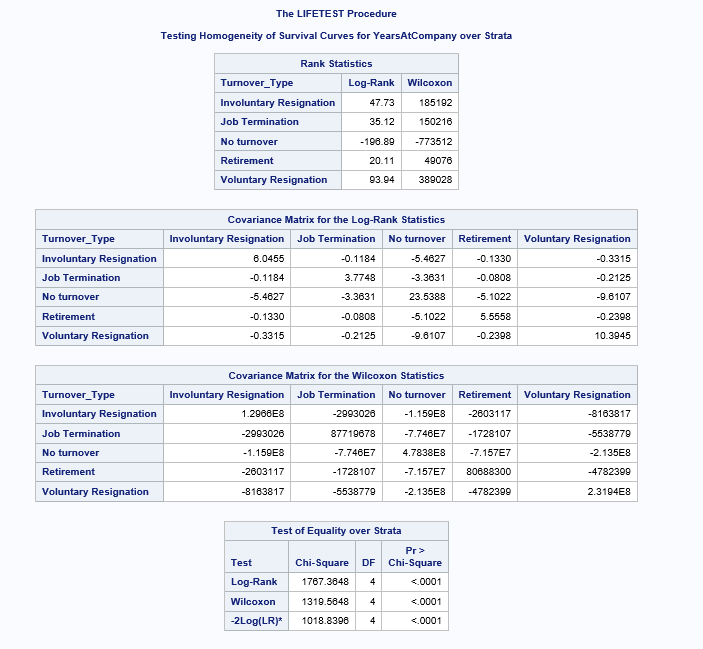 The LIFETEST Procedure
Testing Homogeneity of Survival Curves for YearsAtCompany over Strata
Rank Statistics
Turnover_Type Log-Rank Wilcoxon
Involuntary Resignation 47.73 185192
Job Termination 35.12 150216
No turnover -196.89 -773512
Retirement 20.11 49076
Voluntary Resignation 93.94 389028
Covariance Matrix for the Log-Rank Statistics
Turnover_Type Involuntary Resignation Job Termination No turnover Retirement Voluntary Resignation
Involuntary Resignation 6.0455 -0.1184 -5.4627 -0.1330 -0.3315
Job Termination -0.1184 3.7748 -3.3631 -0.0808 -0.2125
No turnover -5.4627 -3.3631 23.5388 -5.1022 -9.6107
Retirement -0.1330 -0.0808 -5.1022 5.5558 -0.2398
Voluntary Resignation -0.3315 -0.2125 -9.6107 -0.2398 10.3945
Covariance Matrix for the Wilcoxon Statistics
Turnover_Type Involuntary Resignation Job Termination No turnover Retirement Voluntary Resignation
Involuntary Resignation 1.2966E8 -2993026 -1.159E8 -2603117 -8163817
Job Termination -2993026 87719678 -7.746E7 -1728107 -5538779
No turnover -1.159E8 -7.746E7 4.7838E8 -7.157E7 -2.135E8
Retirement -2603117 -1728107 -7.157E7 80688300 -4782399
Voluntary Resignation -8163817 -5538779 -2.135E8 -4782399 2.3194E8
Test of Equality over Strata
Test Chi-Square DF Pr > Chi-Square
Log-Rank 1767.3648 4 <.0001
Wilcoxon 1319.5648 4 <.0001
-2Log(LR)* 1018.8396 4 <.0001